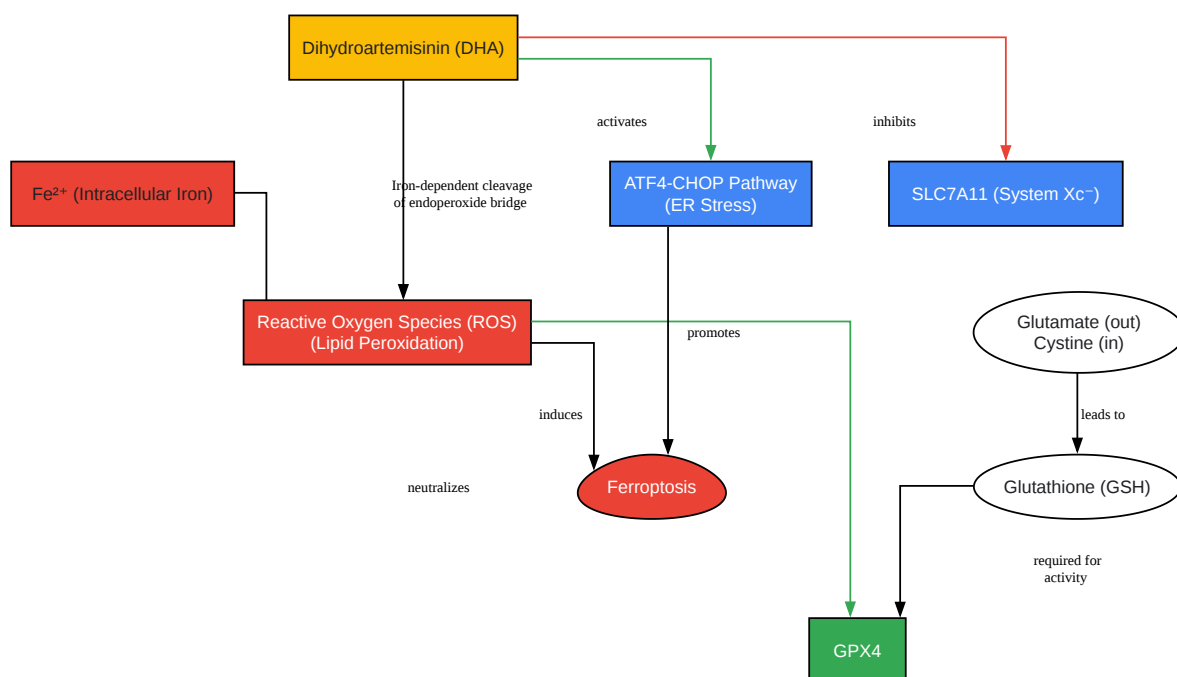 Dihydroartemisinin (DHA)
activates
inhibits
Fe²⁺ (Intracellular Iron)
Iron-dependent cleavage
of endoperoxide bridge
ATF4-CHOP Pathway
(ER Stress)
SLC7A11 (System Xc⁻)
Reactive Oxygen Species (ROS)
(Lipid Peroxidation)
promotes
Glutamate (out)
Cystine (in)
induces
leads to
neutralizes
Ferroptosis
Glutathione (GSH)
required for
activity
GPX4